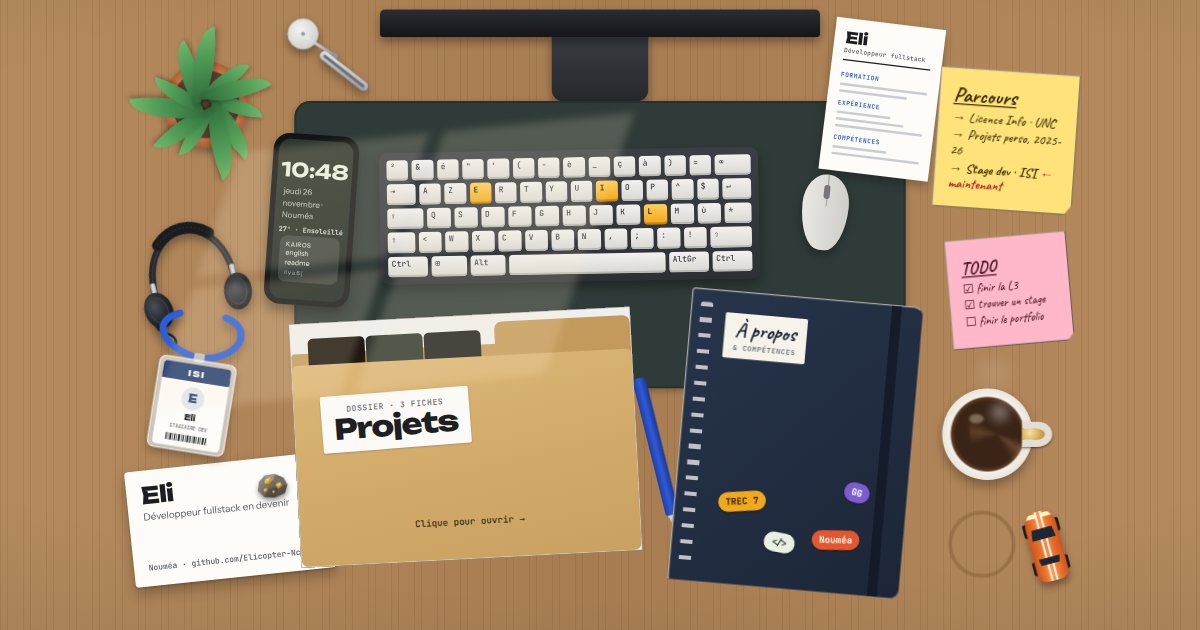 Eli
Développeur fullstack
FORMATION
EXPÉRIENCE
COMPÉTENCES
Parcours
→ Licence Info · UNC
→ Projets perso, 2025-
26
→ Stage dev · ISI ←
maintenant
10:48
jeudi 26
novembre ·
Nouméa
27° · Ensoleillé
KAIROS
english
readme
² & é " ' ( - è _ ç à ) = ⌫
⇥ A Z E R T Y U I O P ^ $ ↵
⇪ Q S D F G H J K L M ù *
⇧ < W X C V B N , ; : ! ⇧
Ctrl ⊞ Alt AltGr Ctrl
TODO
☑ finir la L3
☑ trouver un stage
☐ finir le portfolio
À propos
& COMPÉTENCES
TREC 7
GG
</>
Nouméa
ISI
E
Eli
STAGIAIRE DEV
DOSSIER · 3 FICHES
Projets
Clique pour ouvrir →
Eli
Développeur fullstack en devenir
Nouméa · github.com/Elicopter-Nc